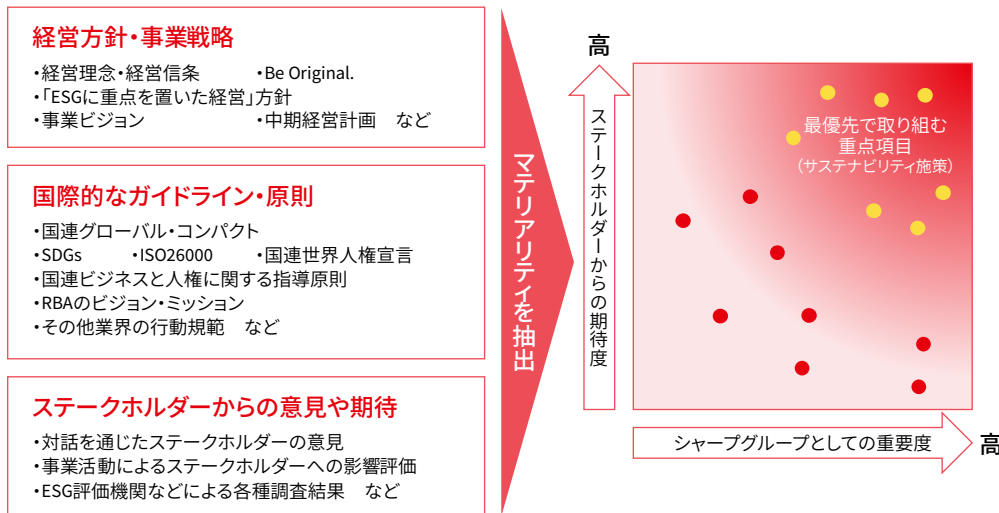 経営方針・事業戦略
・経営理念・経営信条 ・Be Original.
・「ESGに重点を置いた経営」方針
・事業ビジョン ・中期経営計画 など
国際的なガイドライン・原則
・国連グローバル・コンパクト
・SDGs ・ISO26000 ・国連世界人権宣言
・国連ビジネスと人権に関する指導原則
・RBAのビジョン・ミッション
・その他業界の行動規範 など
ステークホルダーからの意見や期待
・対話を通じたステークホルダーの意見
・事業活動によるステークホルダーへの影響評価
・ESG評価機関などによる各種調査結果 など
マテリアリティを抽出
高
ステークホルダーからの期待度
最優先で取り組む
重点項目
（サステナビリティ施策）
シャープグループとしての重要度
高